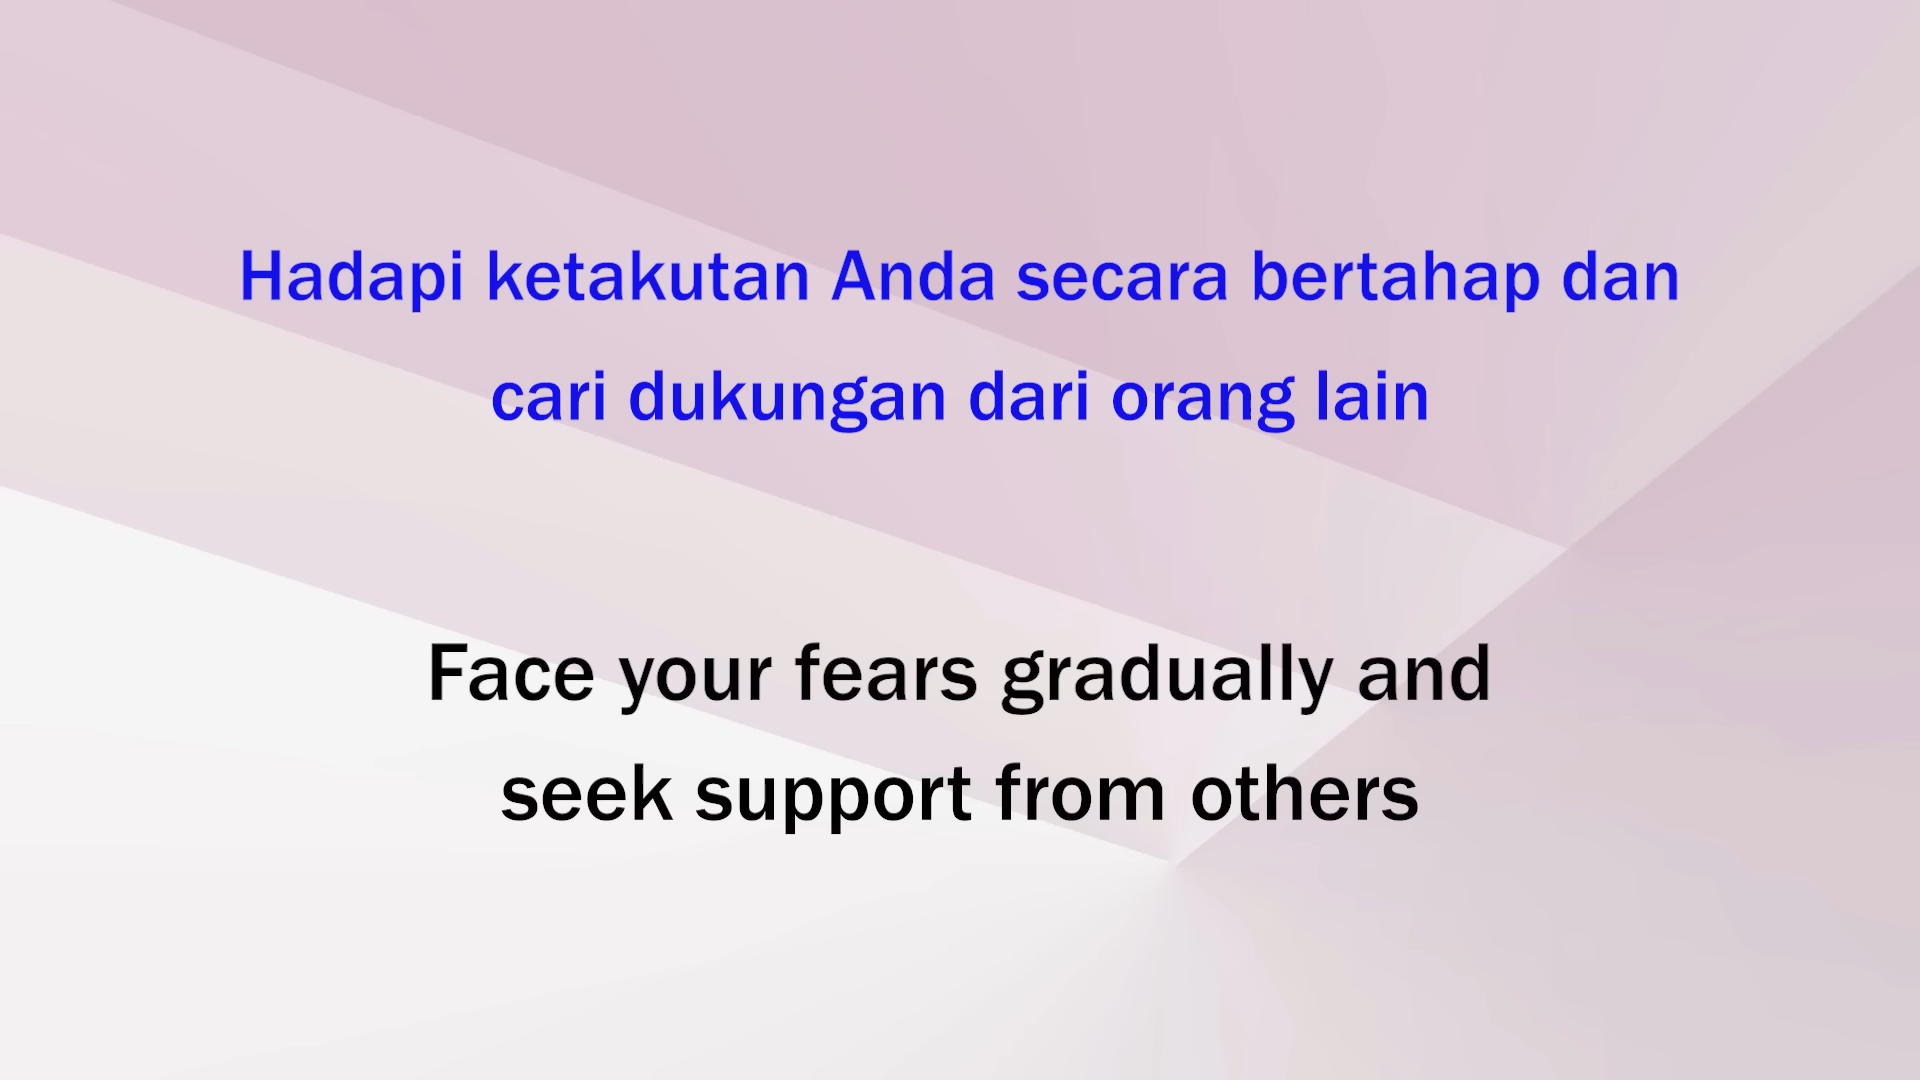 Hadapi ketakutan Anda secara bertahap dan
cari dukungan dari orang lain
Face your fears gradually and
seek support from others